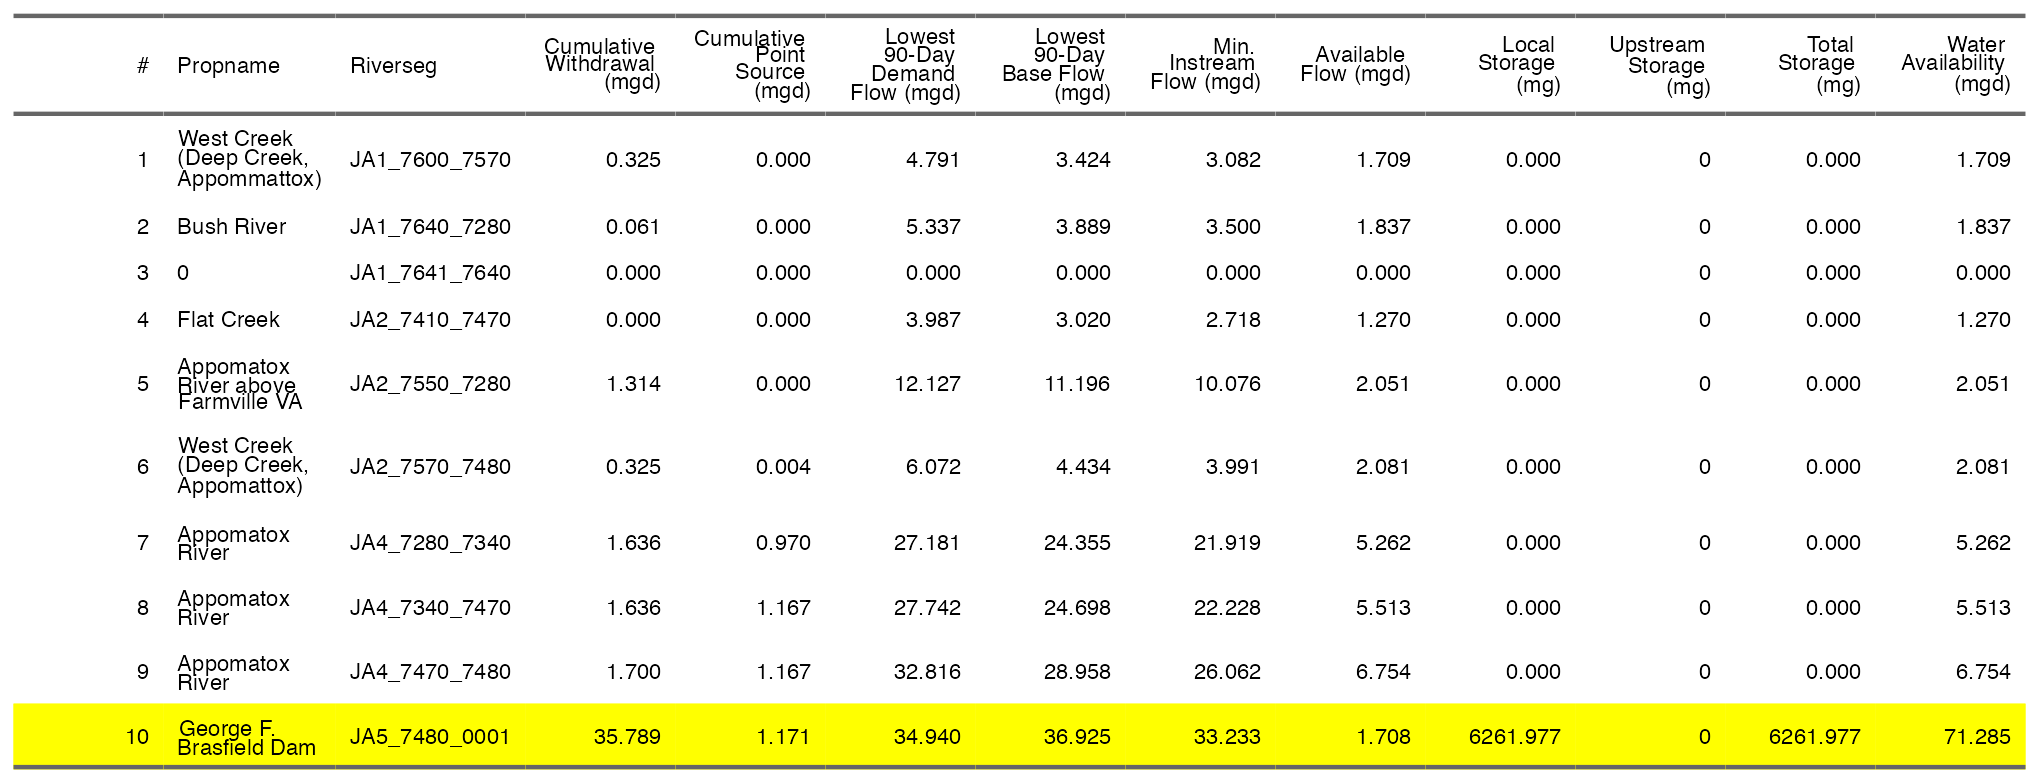 # Propname Riverseg Cumulative Withdrawal (mgd) Cumulative Point Source (mgd) Lowest 90-Day Demand Flow (mgd) Lowest 90-Day Base Flow (mgd) Min. Instream Flow (mgd) Available Flow (mgd) Local Storage (mg) Upstream Storage (mg) Total Storage (mg) Water Availability (mgd)
1 West Creek (Deep Creek, Appommattox) JA1_7600_7570 0.325 0.000 4.791 3.424 3.082 1.709 0.000 0 0.000 1.709
2 Bush River JA1_7640_7280 0.061 0.000 5.337 3.889 3.500 1.837 0.000 0 0.000 1.837
3 0 JA1_7641_7640 0.000 0.000 0.000 0.000 0.000 0.000 0.000 0 0.000 0.000
4 Flat Creek JA2_7410_7470 0.000 0.000 3.987 3.020 2.718 1.270 0.000 0 0.000 1.270
5 Appomatox River above Farmville VA JA2_7550_7280 1.314 0.000 12.127 11.196 10.076 2.051 0.000 0 0.000 2.051
6 West Creek (Deep Creek, Appomattox) JA2_7570_7480 0.325 0.004 6.072 4.434 3.991 2.081 0.000 0 0.000 2.081
7 Appomatox River JA4_7280_7340 1.636 0.970 27.181 24.355 21.919 5.262 0.000 0 0.000 5.262
8 Appomatox River JA4_7340_7470 1.636 1.167 27.742 24.698 22.228 5.513 0.000 0 0.000 5.513
9 Appomatox River JA4_7470_7480 1.700 1.167 32.816 28.958 26.062 6.754 0.000 0 0.000 6.754
10 George F. Brasfield Dam JA5_7480_0001 35.789 1.171 34.940 36.925 33.233 1.708 6261.977 0 6261.977 71.285